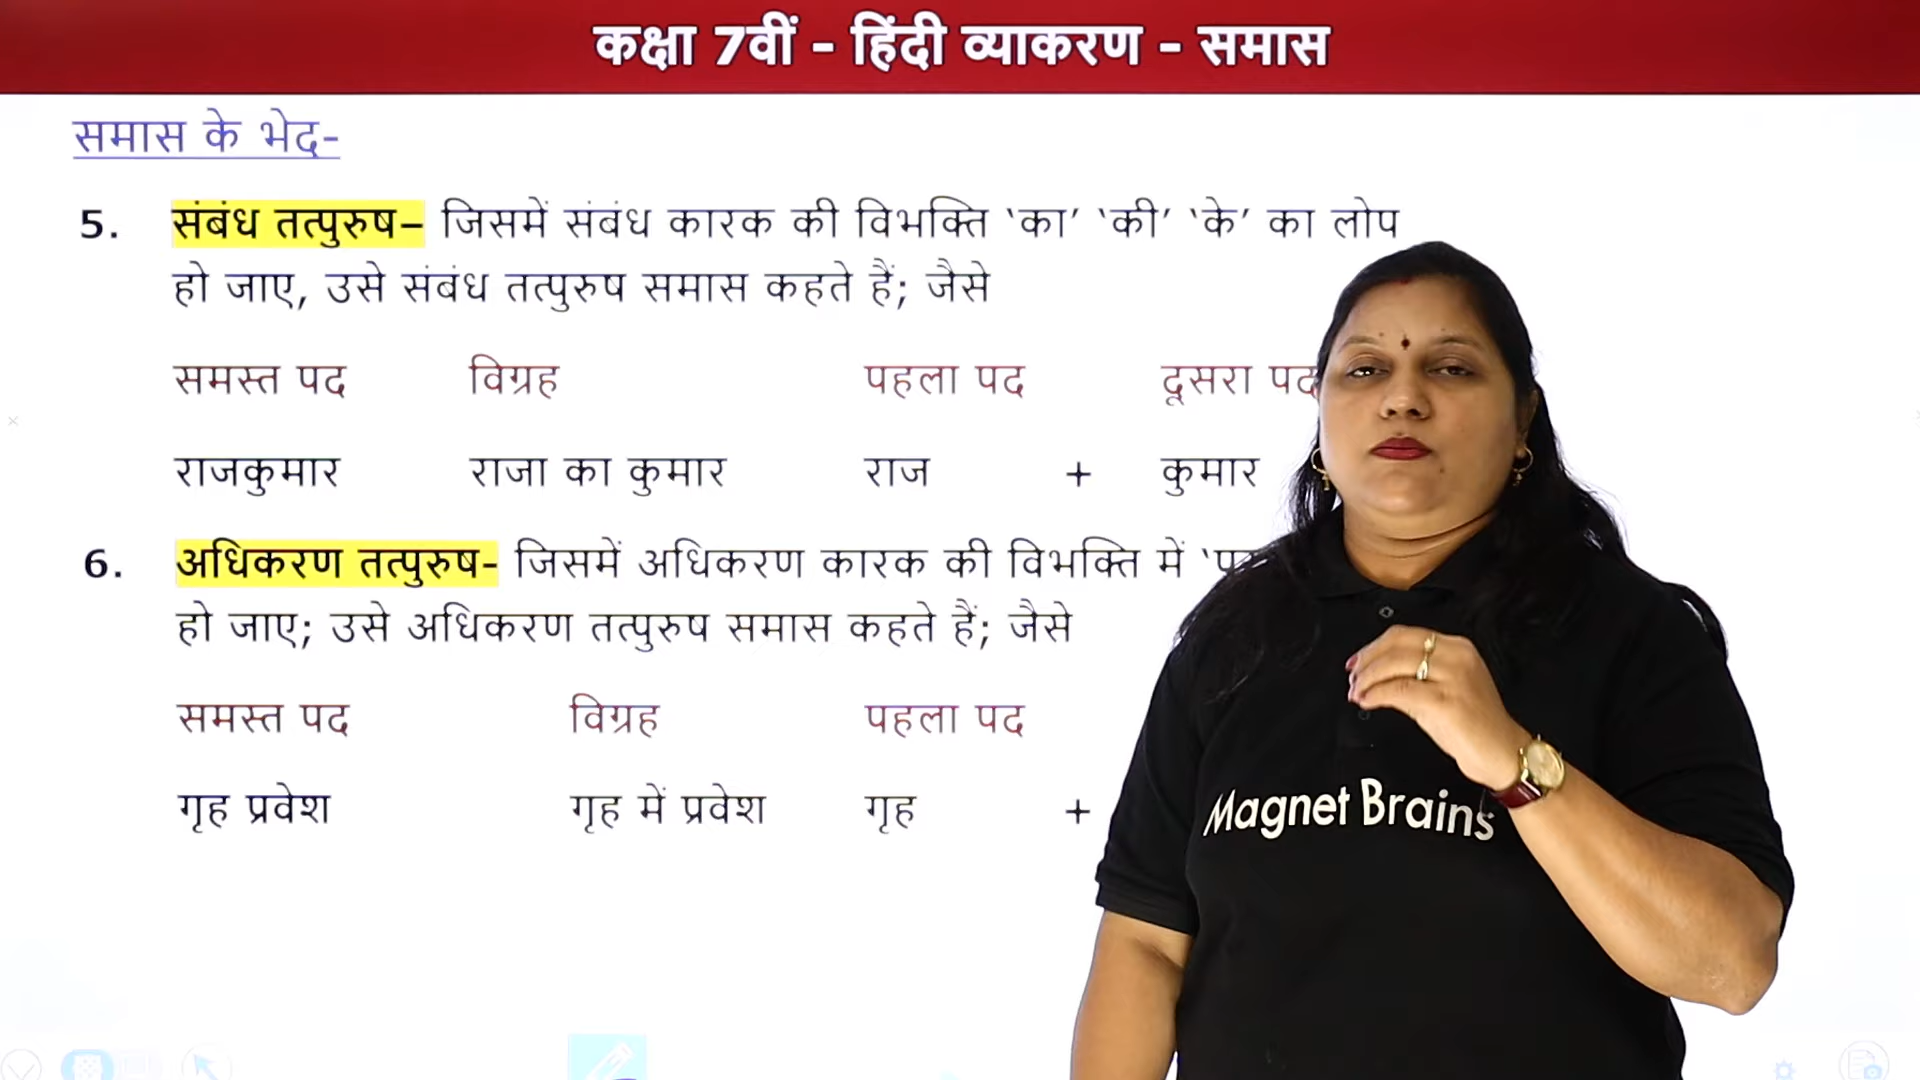 कक्षा 7वीं - हिंदी व्याकरण - समास
समास के भेद-
5. संबंध तत्पुरुष– जिसमें संबंध कारक की विभक्ति ‘का’ ‘की’ ‘के’ का लोप
हो जाए, उसे संबंध तत्पुरुष समास कहते हैं; जैसे
समस्त पद विग्रह पहला पद दूसरा पद
राजकुमार राजा का कुमार राज + कुमार
6. अधिकरण तत्पुरुष- जिसमें अधिकरण कारक की विभक्ति में
हो जाए; उसे अधिकरण तत्पुरुष समास कहते हैं; जैसे
समस्त पद विग्रह पहला पद
गृह प्रवेश गृह में प्रवेश गृह +
Magnet Brains